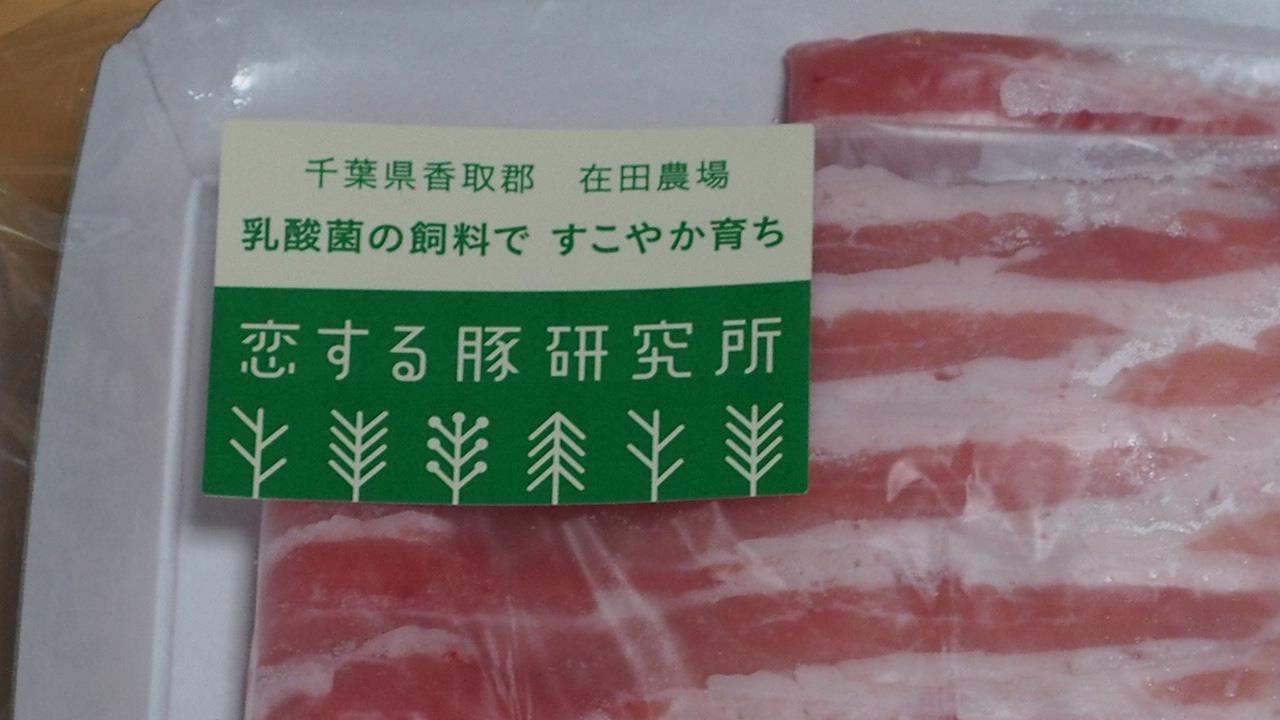 千葉県香取郡 在田農場
乳酸菌の飼料で すこやか育ち
恋する豚研究所